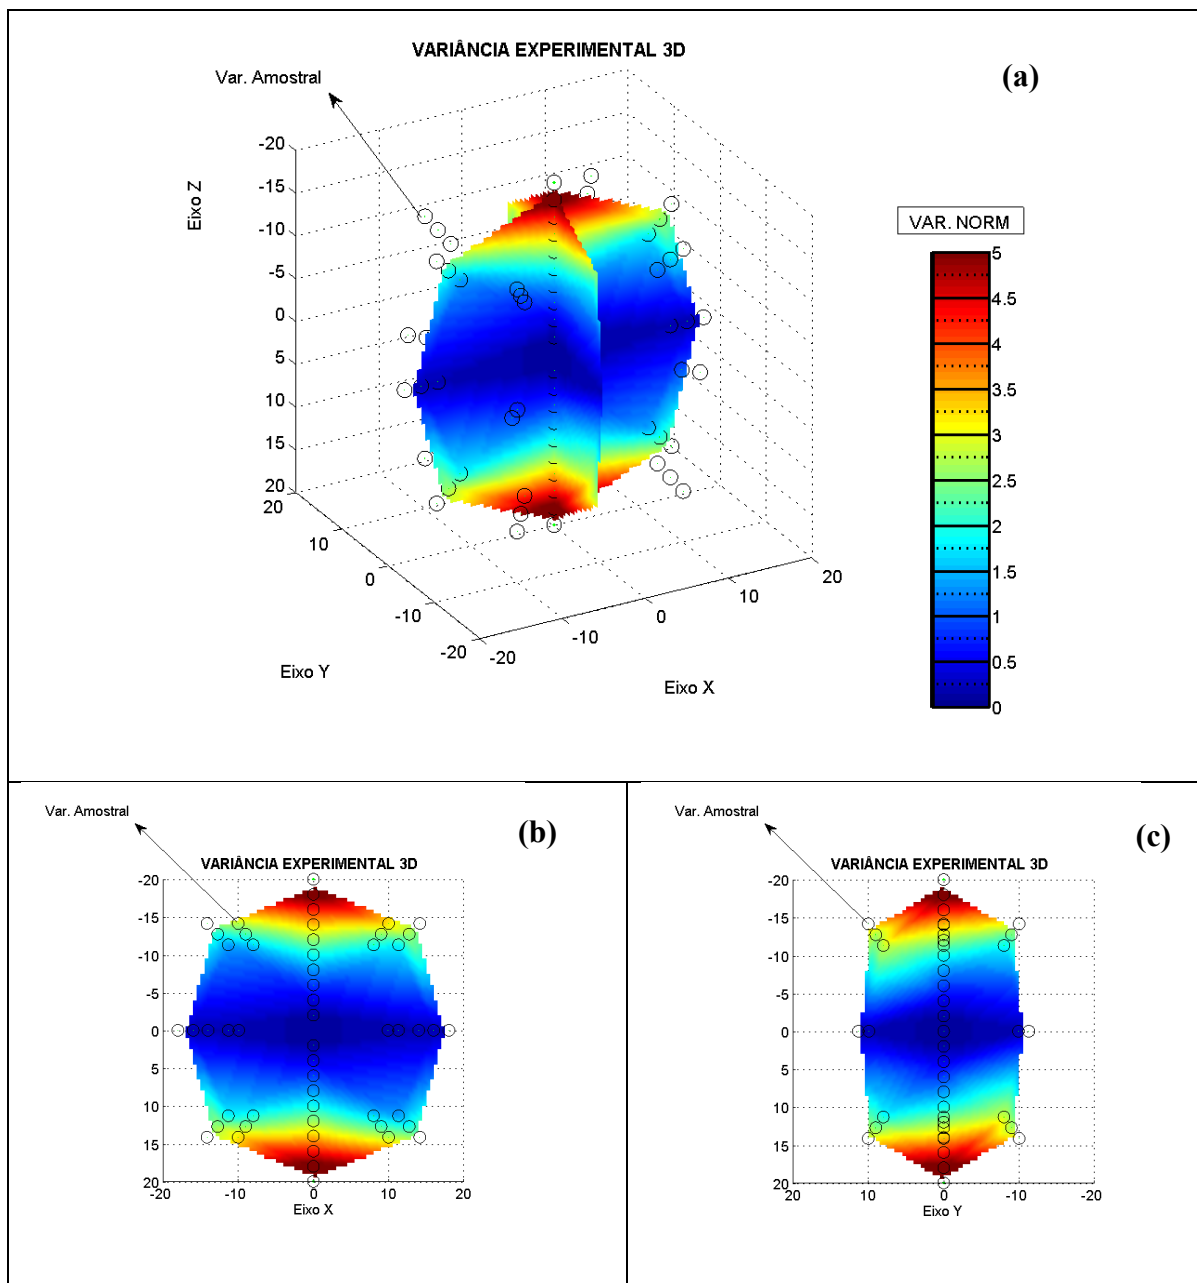 VARIÂNCIA EXPERIMENTAL 3D
(a)
Var. Amostral
Eixo Z
-20
-15
-10
-5
0
5
10
15
20
20
10
0
-10
-20
Eixo Y
-20
-10
0
10
20
Eixo X
VAR. NORM
5
4.5
4
3.5
3
2.5
2
1.5
1
0.5
0
Var. Amostral
(b)
VARIÂNCIA EXPERIMENTAL 3D
-20
-15
-10
-5
0
5
10
15
20
-20 -10 0 10 20
Eixo X
Var. Amostral
(c)
VARIÂNCIA EXPERIMENTAL 3D
-20
-15
-10
-5
0
5
10
15
20
20 10 0 -10 -20
Eixo Y